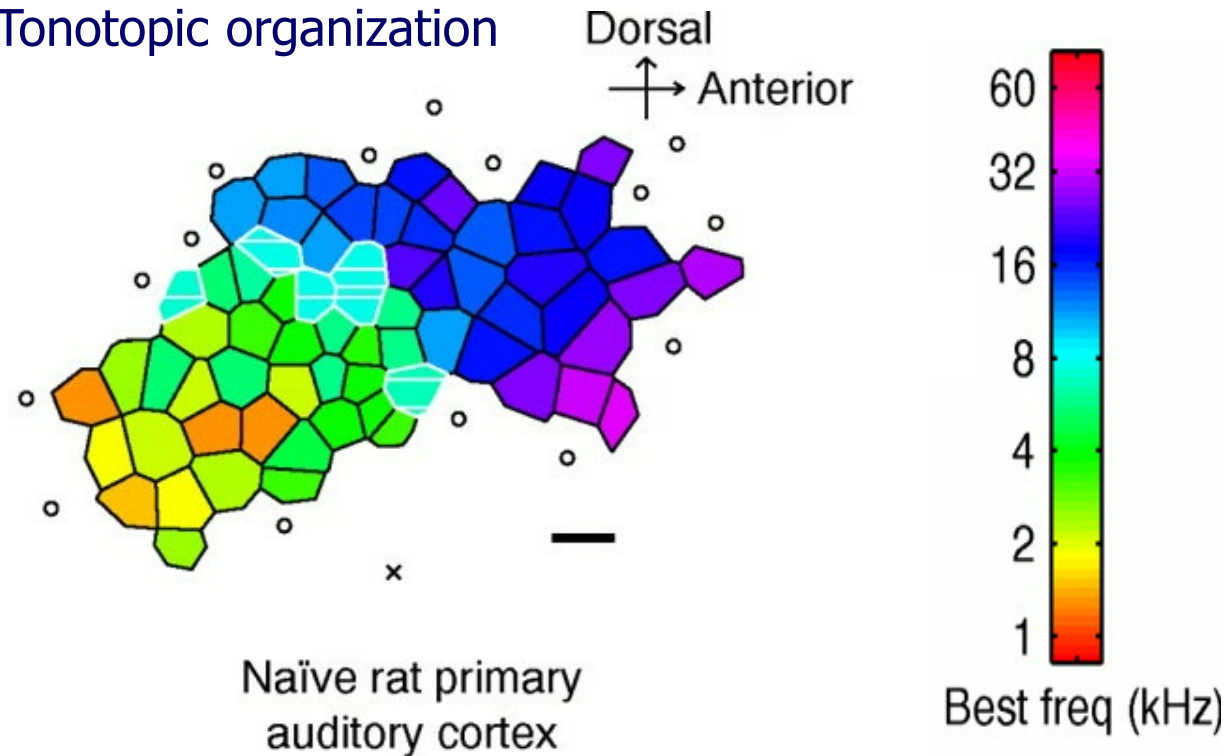 Tonotopic organization
Dorsal
Anterior
60
32
16
8
4
2
1
Best freq (kHz)
Naïve rat primary
auditory cortex